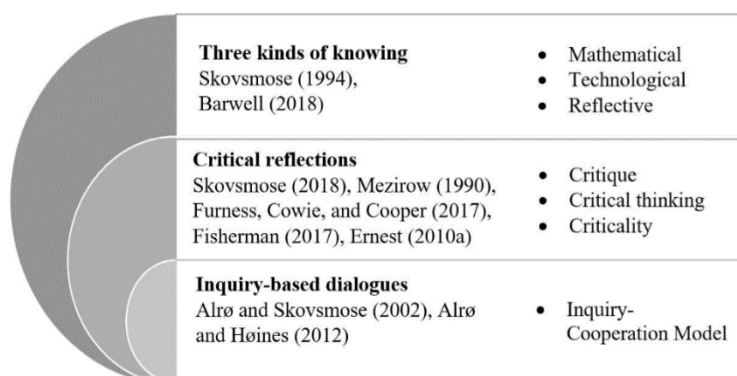 Three kinds of knowing
Skovsmose (1994),
Barwell (2018)
• Mathematical
• Technological
• Reflective
Critical reflections
Skovsmose (2018), Mezirow (1990),
Furness, Cowie, and Cooper (2017),
Fisherman (2017), Ernest (2010a)
• Critique
• Critical thinking
• Criticality
Inquiry-based dialogues
Alrø and Skovsmose (2002), Alrø
and Høines (2012)
• Inquiry-
Cooperation Model